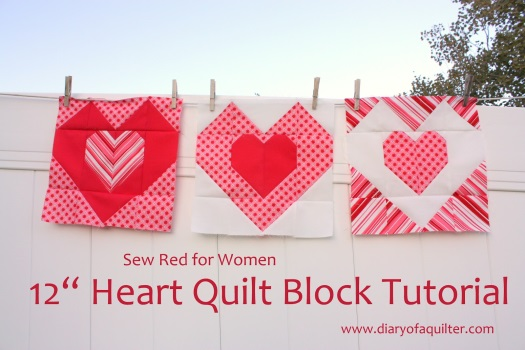 Sew Red for Women
12“ Heart Quilt Block Tutorial
www.diaryofaquilter.com